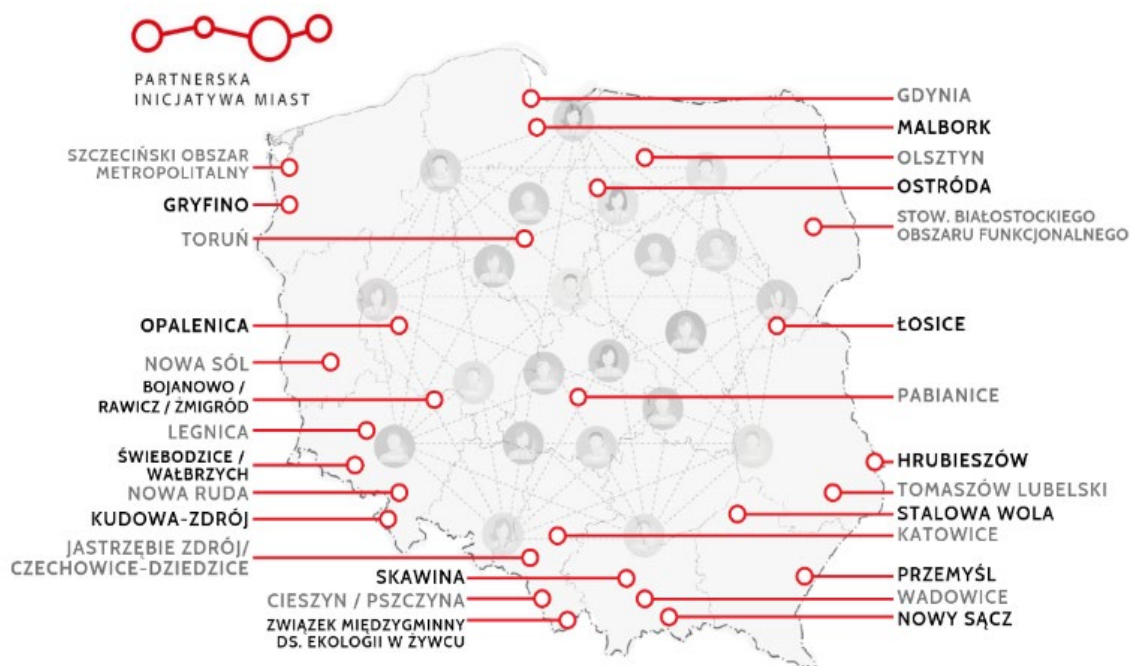 PARTNERSKA
INICJATYWA MIAST
SZCZECIŃSKI OBSZAR
METROPOLITALNY
GRYFINO
TORUŃ
OPALENICA
NOWA SÓL
BOJANOWO /
RAWICZ / ŻMIGRÓD
LEGNICA
ŚWIEBODZICE /
WAŁBRZYCH
NOWA RUDA
KUDOWA-ZDRÓJ
JASTRZĘBIE ZDRÓJ/
CZECHOWICE-DZIEDZICE
SKAWINA
CIESZYN / PSZCZYNA
ZWIĄZEK MIĘDZYGMINNY
DS. EKOLOGII W ŻYWCU
GDYNIA
MALBORK
OLSZTYN
OSTRÓDA
STOW. BIAŁOSTOCKIEGO
OBSZARU FUNKCJONALNEGO
ŁOSICE
PABIANICE
HRUBIESZÓW
TOMASZÓW LUBELSKI
STALOWA WOLA
KATOWICE
PRZEMYŚL
WADOWICE
NOWY SĄCZ